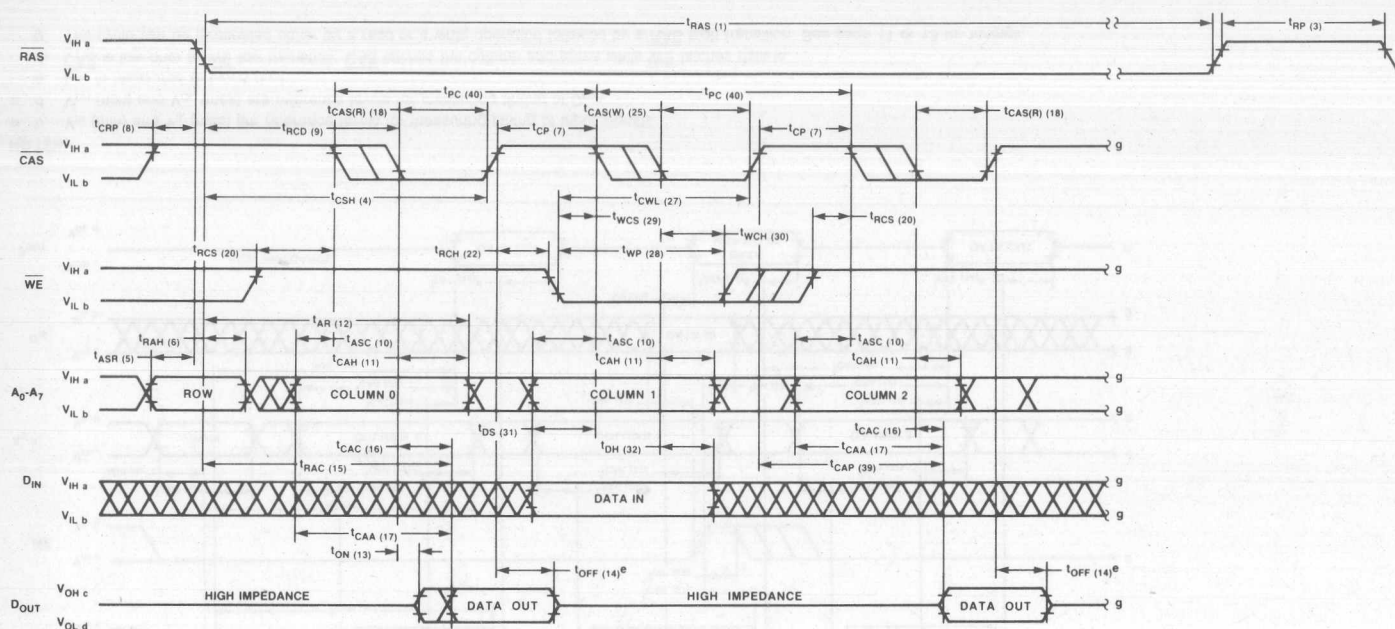 tRAS (1)
tRP (3)
RAS
VIH a
VIL b
tPC (40)
tPC (40)
tCAS(R) (18)
tCAS(W) (25)
tCAS(R) (18)
tCRP (8)
tRCD (9)
tCP (7)
tCP (7)
CAS
VIH a
VIL b
g
tCSH (4)
tCWL (27)
tWCS (29)
tRCS (20)
tWCH (30)
tRCS (20)
tRCH (22)
tWP (28)
WE
VIH a
VIL b
g
tAR (12)
tRAH (6)
tASC (10)
tASC (10)
tASC (10)
tASR (5)
tCAH (11)
tCAH (11)
tCAH (11)
A0-A7
VIH a
VIL b
ROW
COLUMN 0
COLUMN 1
COLUMN 2
g
g
tDS (31)
tCAC (16)
tCAC (16)
tDH (32)
tCAA (17)
tRAC (15)
tCAP (39)
DIN
VIH a
VIL b
DATA IN
g
g
tCAA (17)
tON (13)
tOFF (14)e
tOFF (14)e
DOUT
VOH c
VOL d
HIGH IMPEDANCE
DATA OUT
HIGH IMPEDANCE
DATA OUT
g